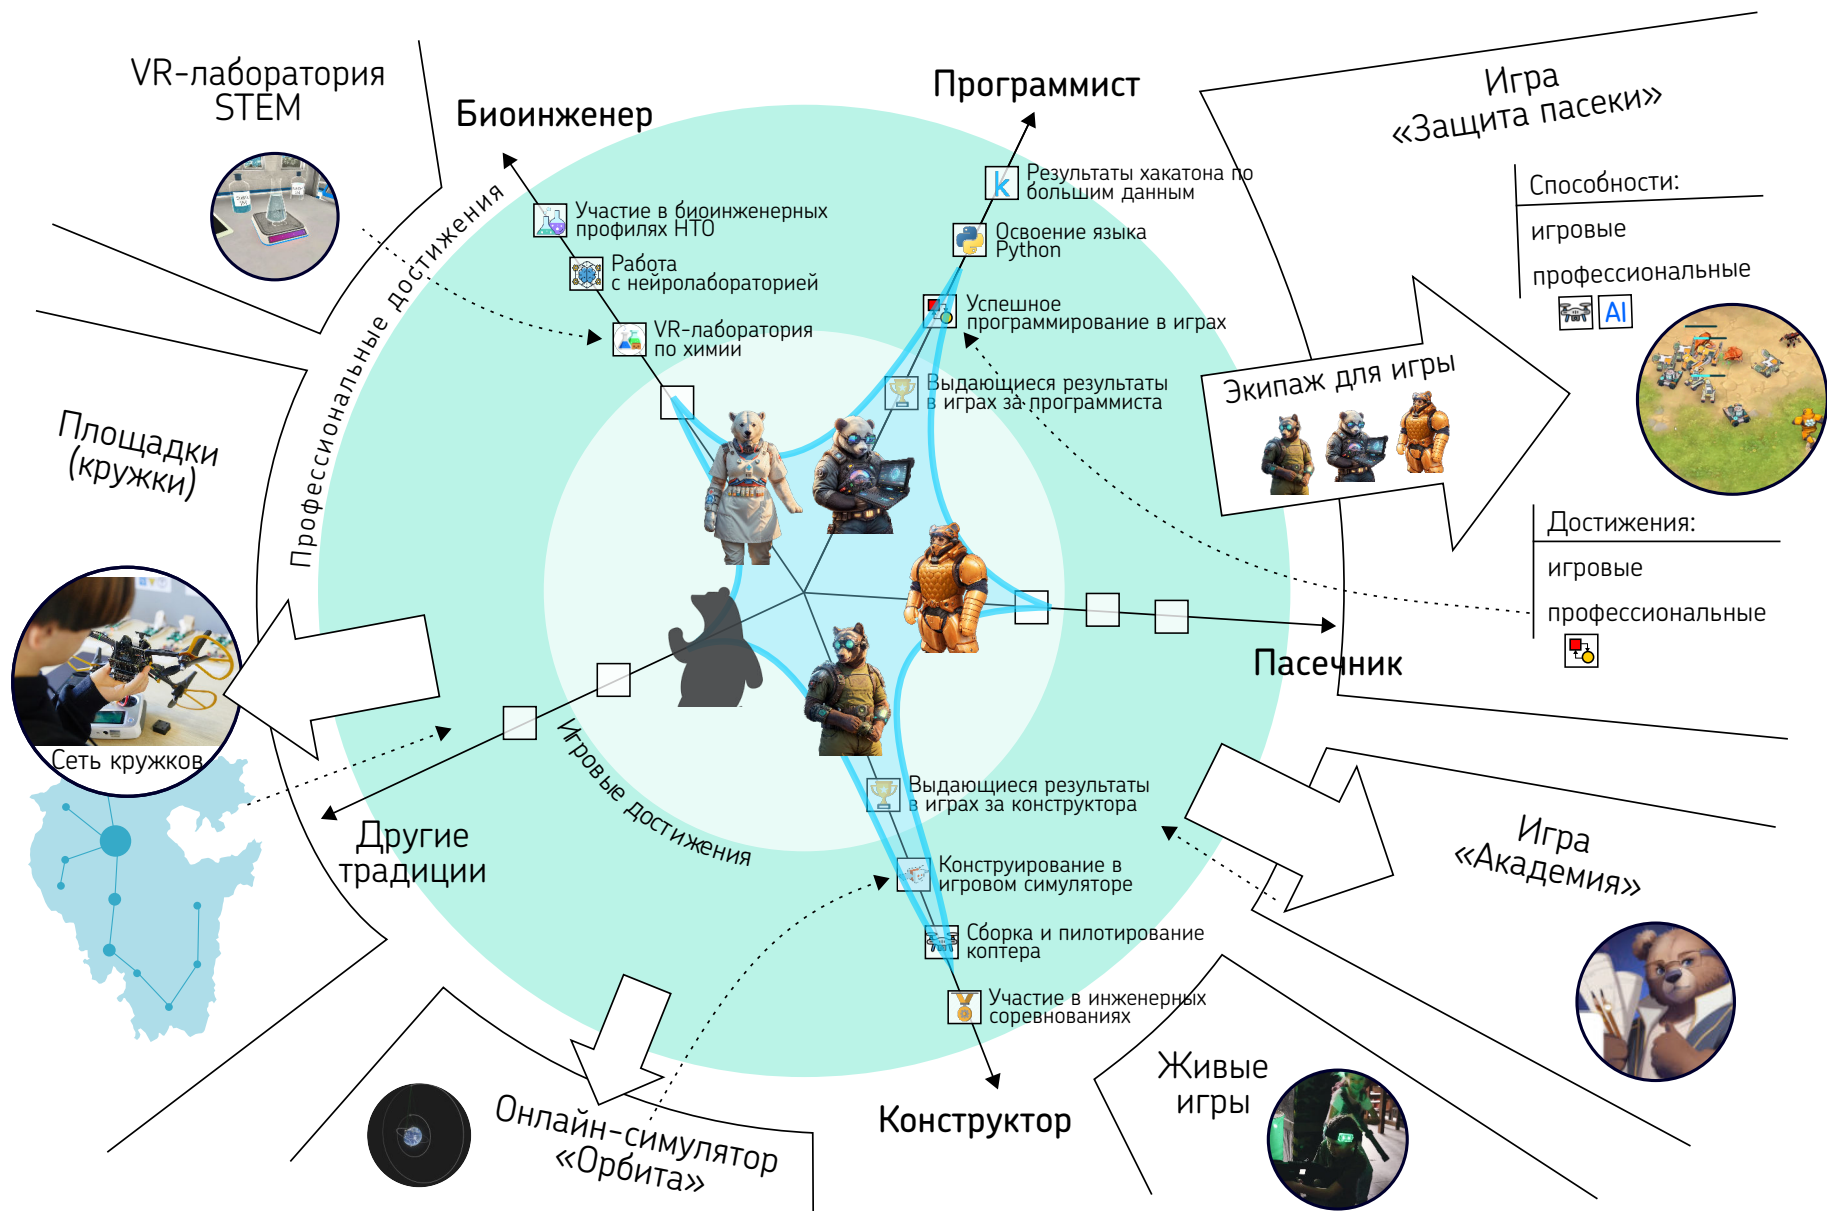 VR-лаборатория
STEM
Биоинженер
Программист
Игра
«Защита пасеки»
Профессиональные достижения
Участие в биоинженерных
профилях НТО
Работа
с нейролабораторией
VR-лаборатория
по химии
k
Результаты хакатона по
большим данным
Освоение языка
Python
Успешное
программирование в играх
Выдающиеся результаты
в играх за программиста
Способности:
игровые
профессиональные
AI
Экипаж для игры
Достижения:
игровые
профессиональные
Площадки
(кружки)
Сеть кружков
Пасечник
Другие
традиции
Игровые достижения
Выдающиеся результаты
в играх за конструктора
Конструирование в
игровом симуляторе
Сборка и пилотирование
коптера
Участие в инженерных
соревнованиях
Конструктор
Игра
«Академия»
Живые
игры
Онлайн-симулятор
«Орбита»